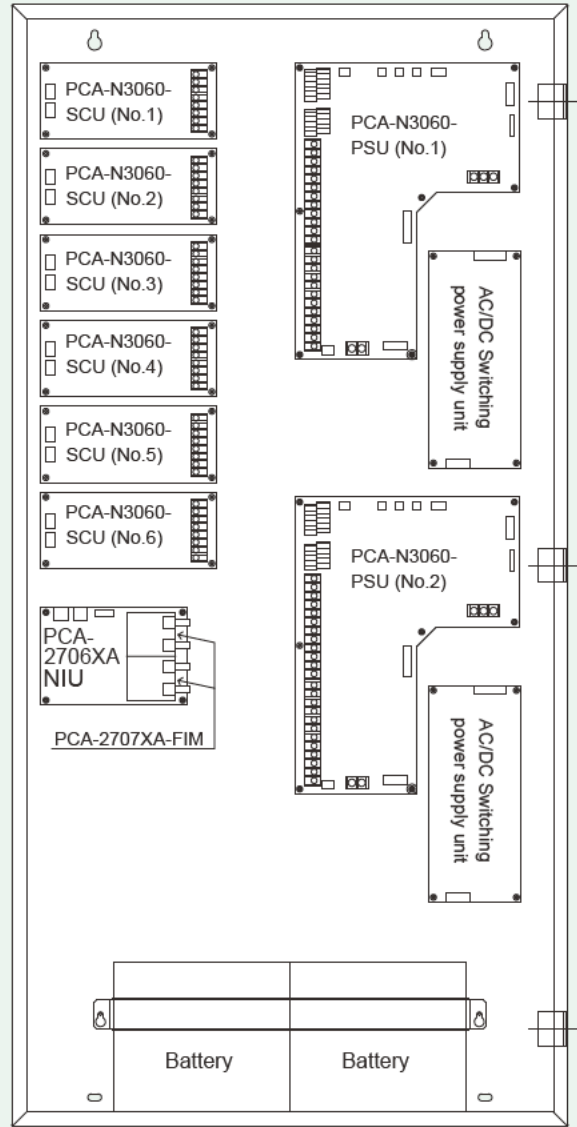 PCA-N3060-
SCU (No.1)
PCA-N3060-
SCU (No.2)
PCA-N3060-
SCU (No.3)
PCA-N3060-
SCU (No.4)
PCA-N3060-
SCU (No.5)
PCA-N3060-
SCU (No.6)
PCA-
2706XA
NIU
PCA-2707XA-FIM
PCA-N3060-
PSU (No.1)
AC/DC Switching
power supply unit
PCA-N3060-
PSU (No.2)
AC/DC Switching
power supply unit
Battery
Battery